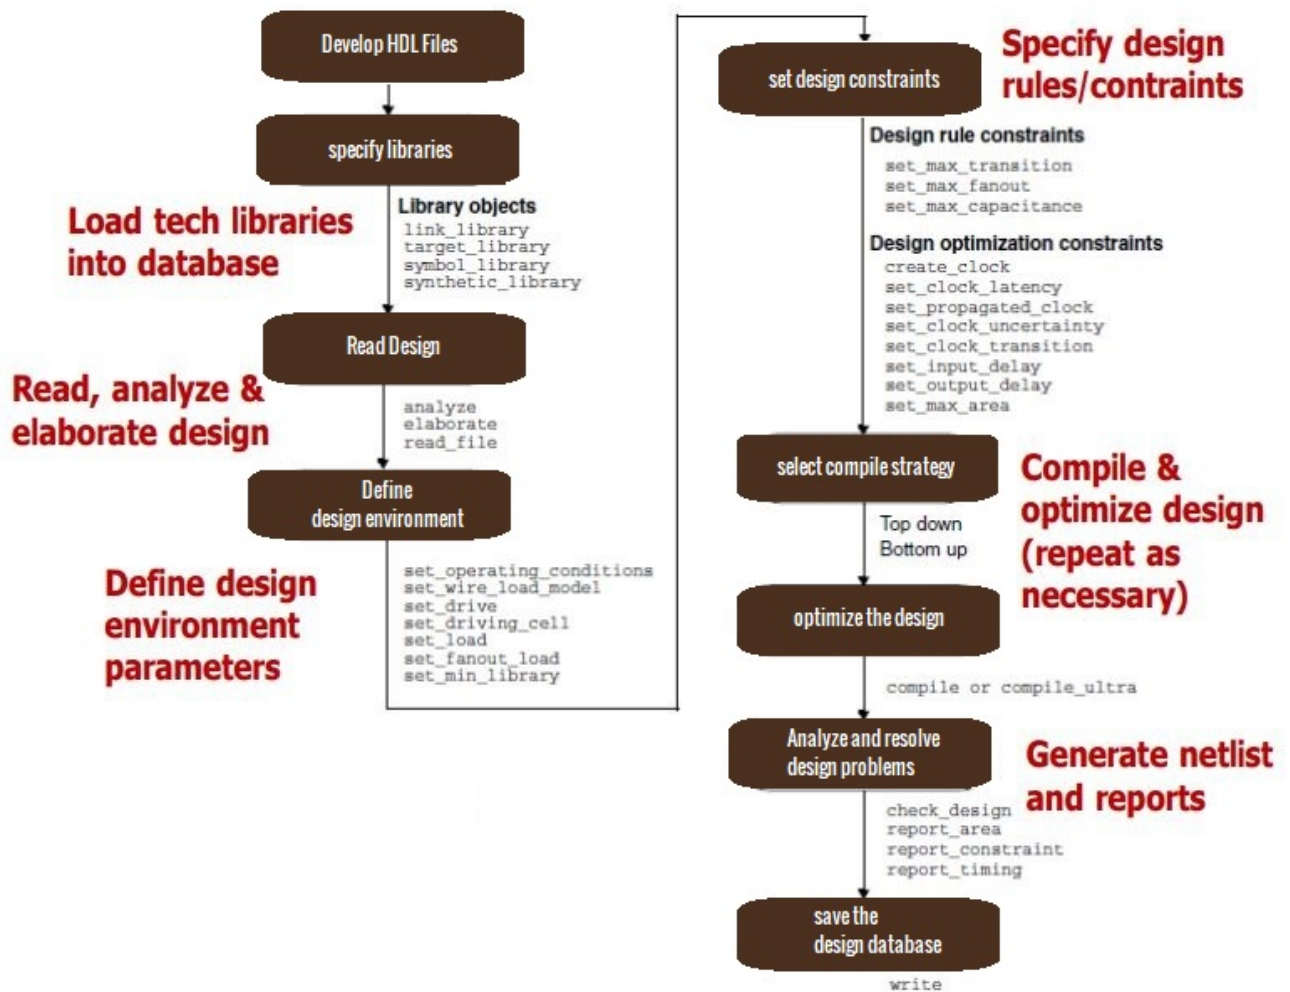 Develop HDL Files
specify libraries
Load tech libraries
into database
Library objects
link_library
target_library
symbol_library
synthetic_library
Read Design
Read, analyze &
elaborate design
analyze
elaborate
read_file
Define
design environment
Define design
environment
parameters
set_operating_conditions
set_wire_load_model
set_drive
set_driving_cell
set_load
set_fanout_load
set_min_library
set design constraints
Specify design
rules/contraints
Design rule constraints
set_max_transition
set_max_fanout
set_max_capacitance
Design optimization constraints
create_clock
set_clock_latency
set_propagated_clock
set_clock_uncertainty
set_clock_transition
set_input_delay
set_output_delay
set_max_area
select compile strategy
Compile &
optimize design
(repeat as
necessary)
Top down
Bottom up
optimize the design
compile or compile_ultra
Analyze and resolve
design problems
Generate netlist
and reports
check_design
report_area
report_constraint
report_timing
save the
design database
write